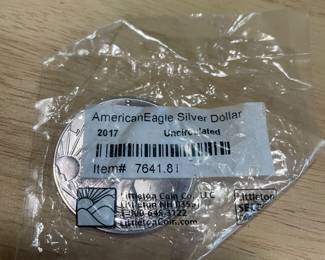 AmericanEagle Silver Dollar
2017 Uncirculated
Item# 7641.81
Littleton Coin Co., LLC
Littleton NH 03561
1-800-645-3122
LittletonCoin.com
Littleton